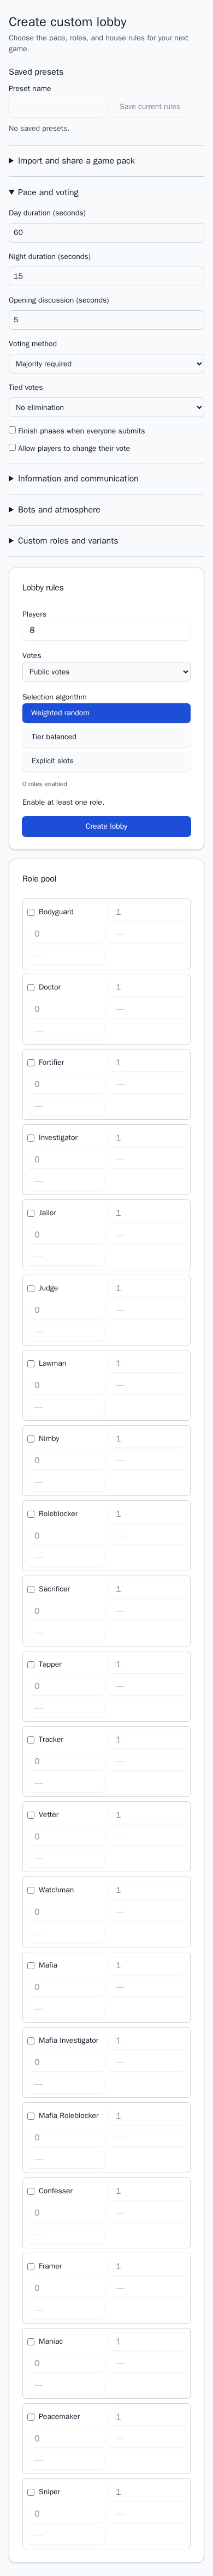 Create custom lobby
Choose the pace, roles, and house rules for your next
game.
Saved presets
Preset name
Save current rules
No saved presets.
Import and share a game pack
Pace and voting
Day duration (seconds)
60
Night duration (seconds)
15
Opening discussion (seconds)
5
Voting method
Majority required
Tied votes
No elimination
Finish phases when everyone submits
Allow players to change their vote
Information and communication
Bots and atmosphere
Custom roles and variants
Lobby rules
Players
8
Votes
Public votes
Selection algorithm
Weighted random
Tier balanced
Explicit slots
0 roles enabled
Enable at least one role.
Create lobby
Role pool
Bodyguard 1
0 —
—
Doctor 1
0 —
—
Fortifier 1
0 —
—
Investigator 1
0 —
—
Jailor 1
0 —
—
Judge 1
0 —
—
Lawman 1
0 —
—
Nimby 1
0 —
—
Roleblocker 1
0 —
—
Sacrificer 1
0 —
—
Tapper 1
0 —
—
Tracker 1
0 —
—
Vetter 1
0 —
—
Watchman 1
0 —
—
Mafia 1
0 —
—
Mafia Investigator 1
0 —
—
Mafia Roleblocker 1
0 —
—
Confesser 1
0 —
—
Framer 1
0 —
—
Maniac 1
0 —
—
Peacemaker 1
0 —
—
Sniper 1
0 —
—